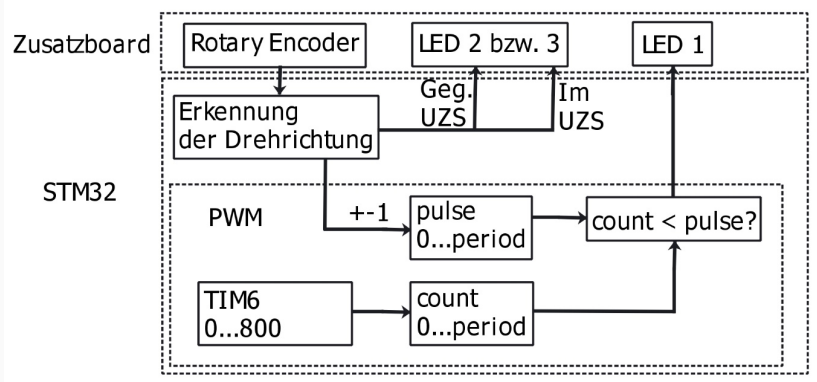 Zusatzboard
Rotary Encoder
LED 2 bzw. 3
LED 1
Geg.
UZS
Im
UZS
Erkennung
der Drehrichtung
STM32
PWM
+-1
pulse
0...period
count < pulse?
TIM6
0...800
count
0...period